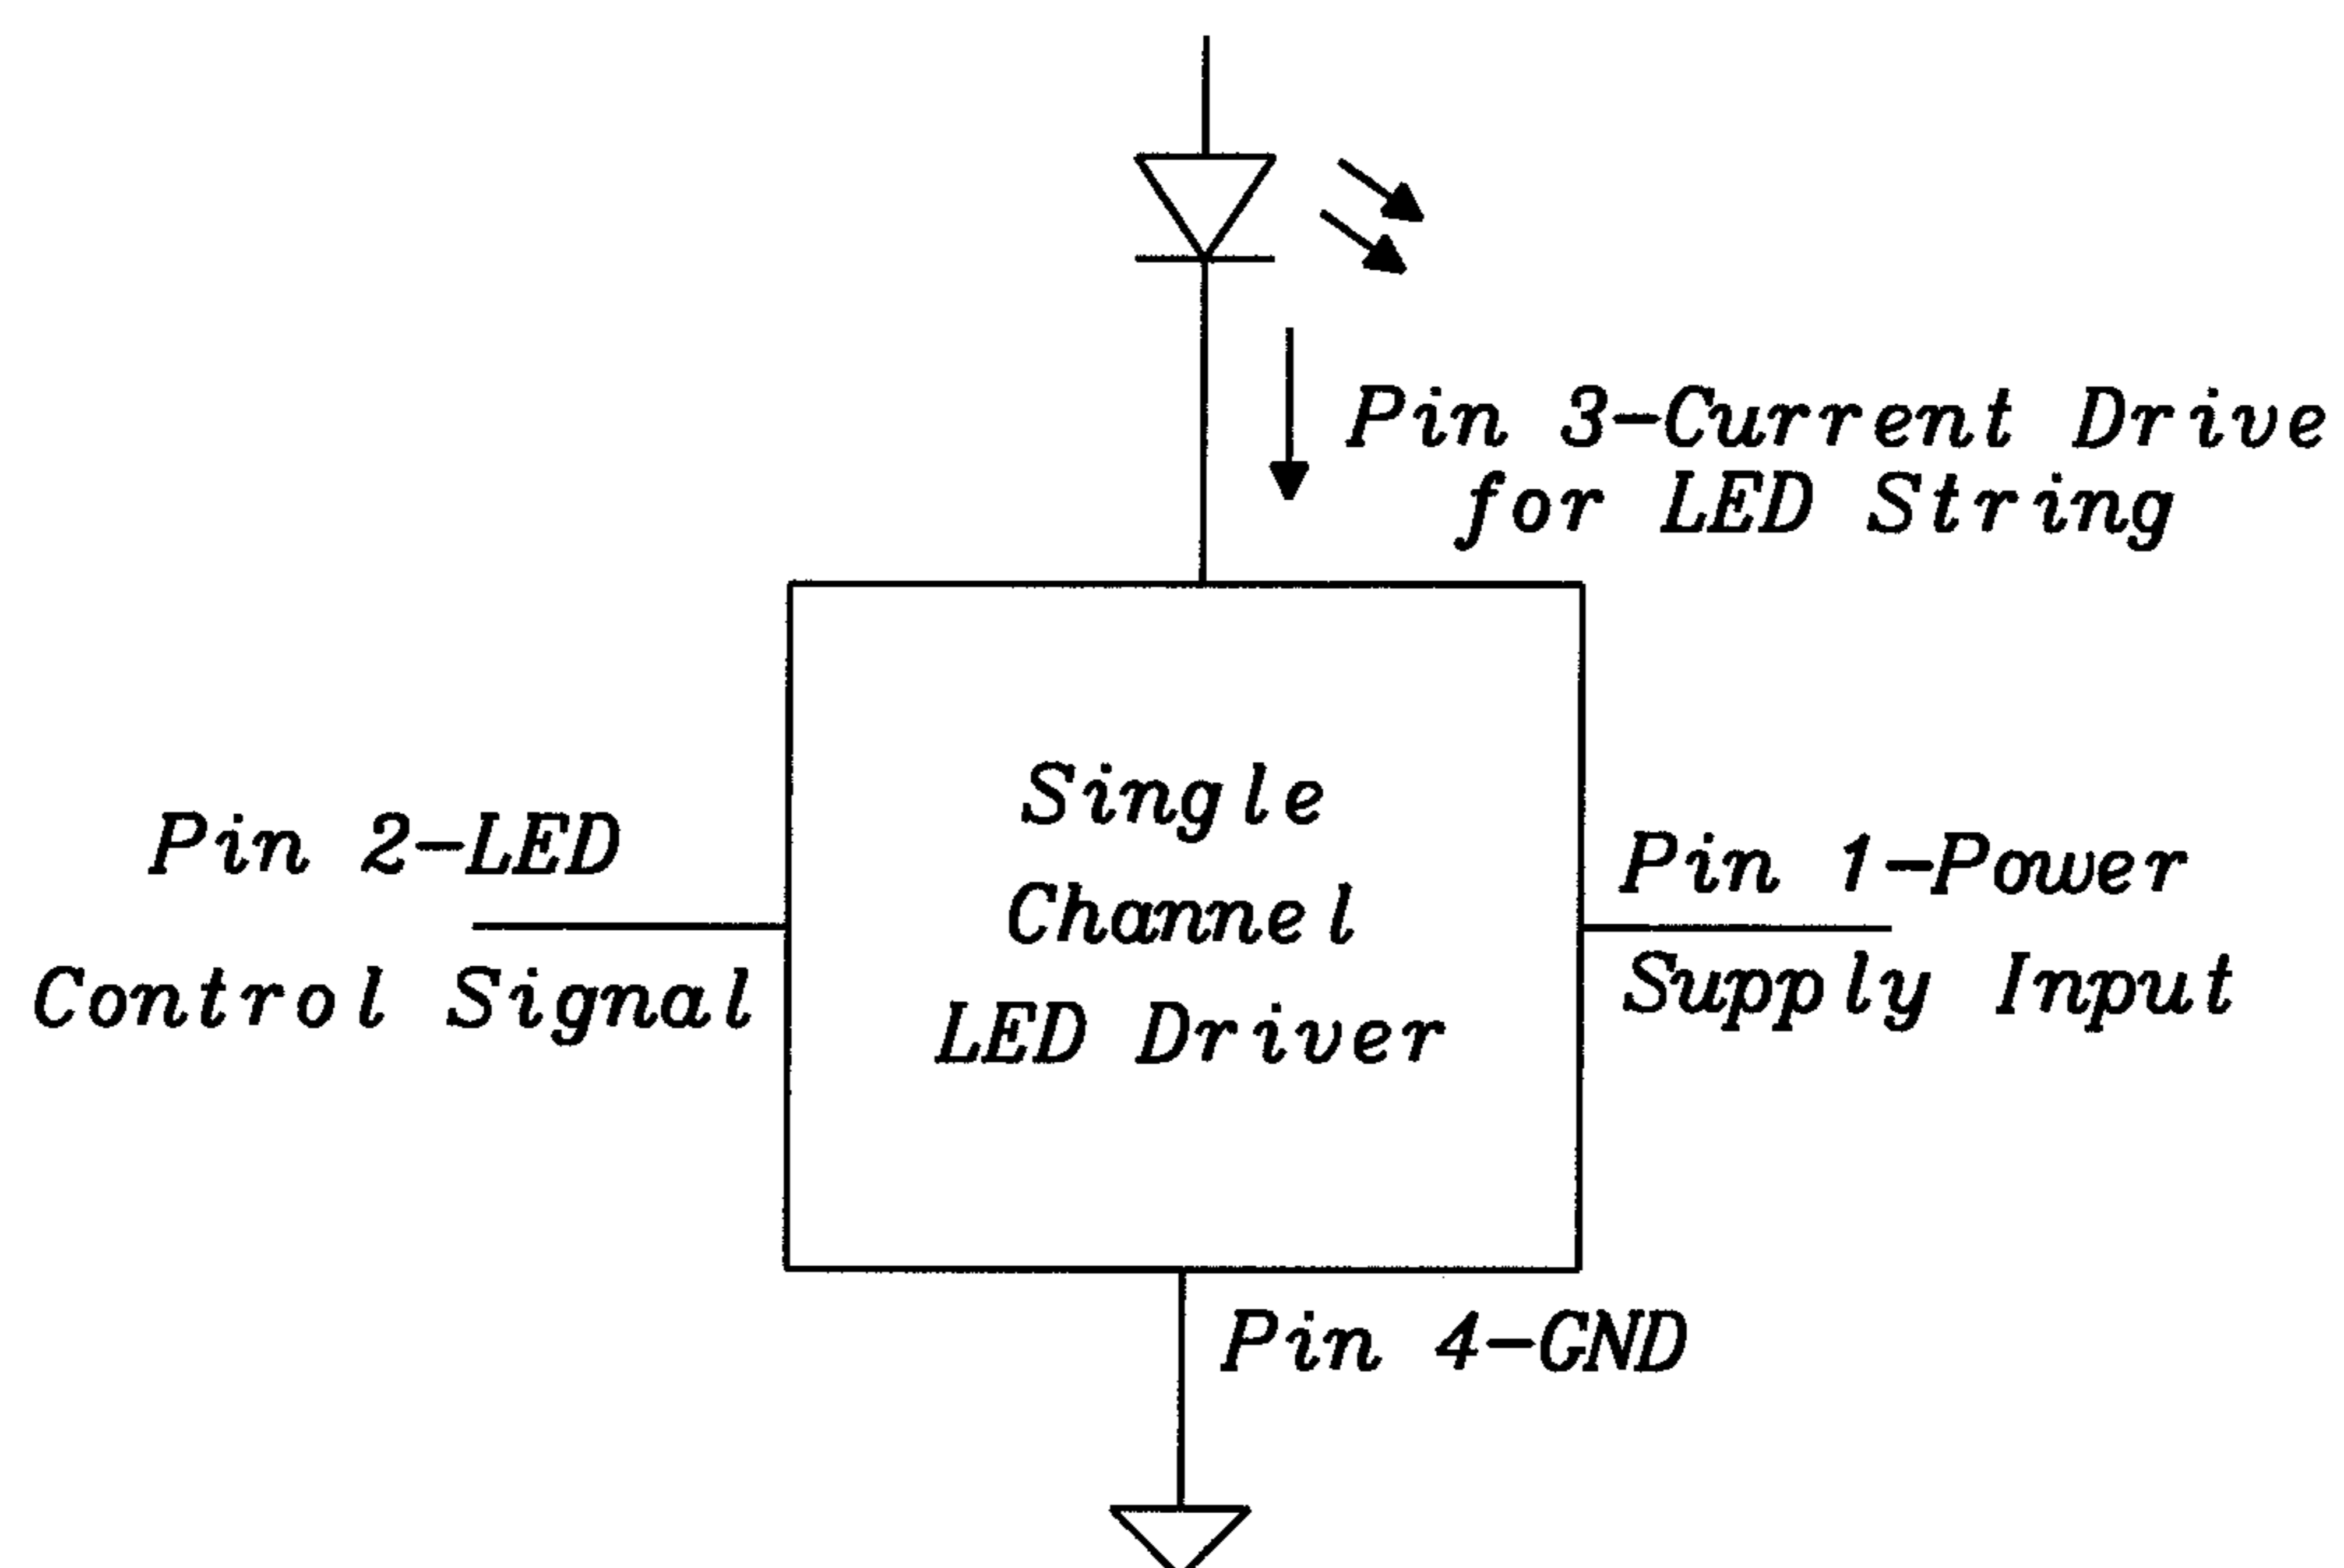 Pin 3-Current Drive
for LED String
Single
Channel
LED Driver
Pin 2-LED
Control Signal
Pin 1-Power
Supply Input
Pin 4-GND